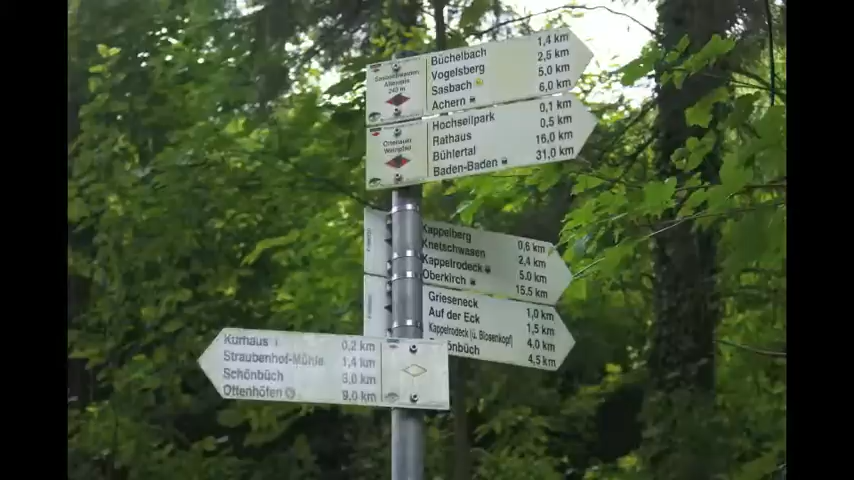 Büchelbach 1,4 km
Vogelsberg 2,5 km
Sasbach 5,0 km
Achern 6,0 km
Hochseilpark 0,1 km
Rathaus 0,5 km
Bühlertal 16,0 km
Baden-Baden 31,0 km
Ortenauer
Weinpfad
Kappelberg 0,6 km
Knetschwasen 2,4 km
Kappelrodeck 5,0 km
Oberkirch 15,5 km
Grieseneck 1,0 km
Auf der Eck 1,5 km
Kappelrodeck (ü. Blosenkopf) 4,0 km
önbüch 4,5 km
Kurhaus 0,2 km
Straubenhof-Mühle 1,4 km
Schönbüch 3,0 km
Ottenhöfen 9,0 km